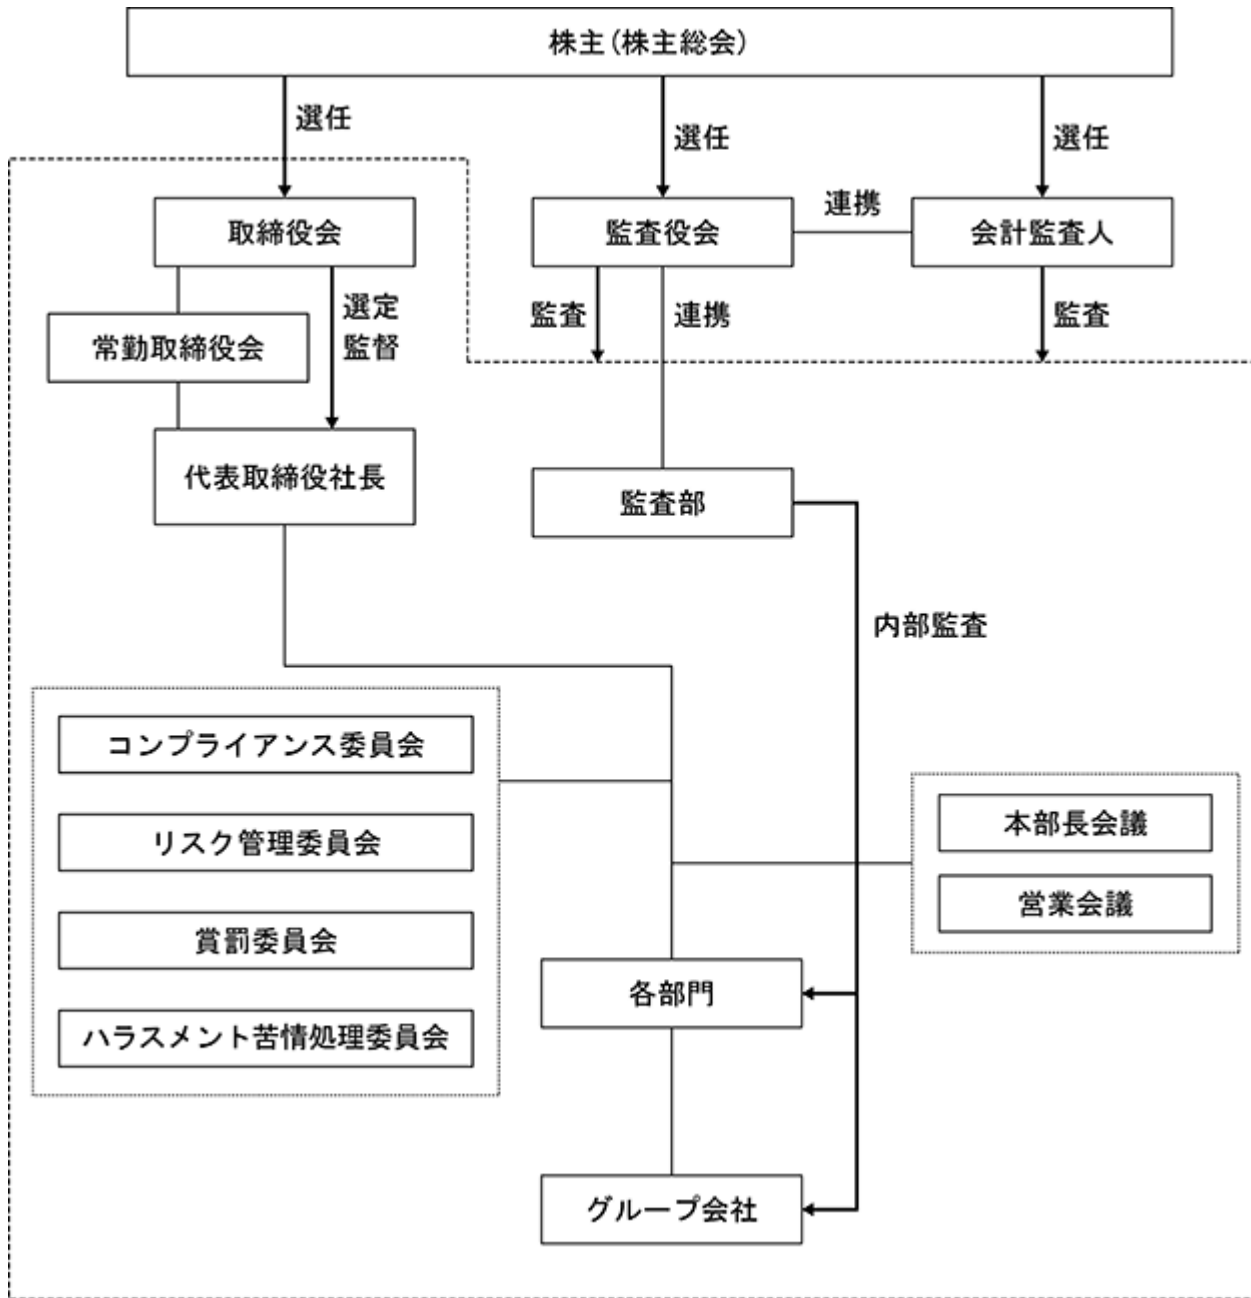 株主(株主総会)
選任
選任
選任
取締役会
監査役会
連携
会計監査人
選定
監督
監査
連携
監査
常勤取締役会
代表取締役社長
監査部
内部監査
コンプライアンス委員会
リスク管理委員会
賞罰委員会
ハラスメント苦情処理委員会
本部長会議
営業会議
各部門
グループ会社